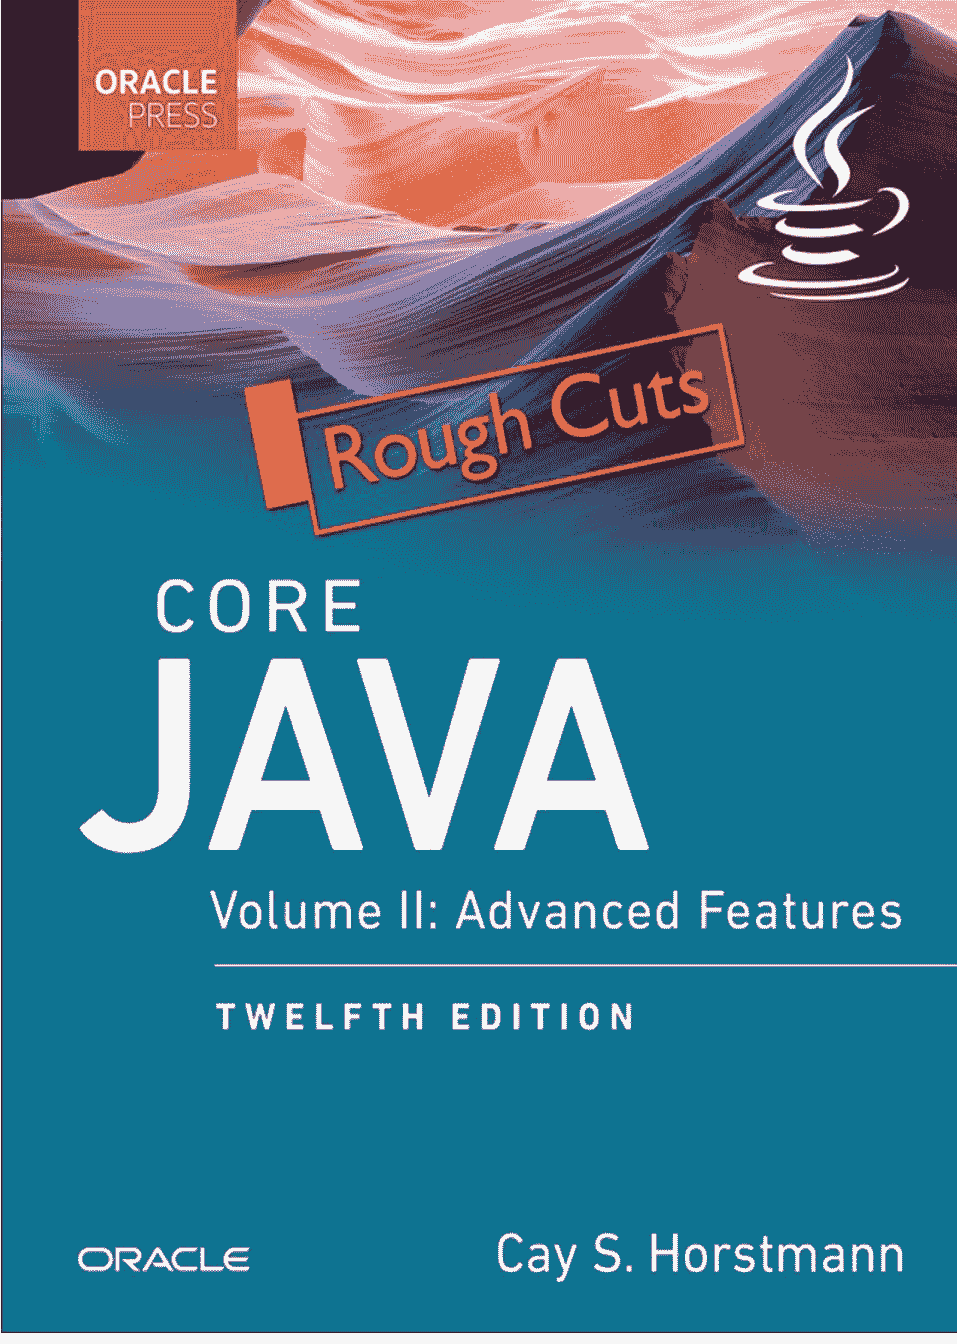 ORACLE
PRESS
Rough Cuts
CORE
JAVA
Volume II: Advanced Features
TWELFTH EDITION
ORACLE
Cay S. Horstmann